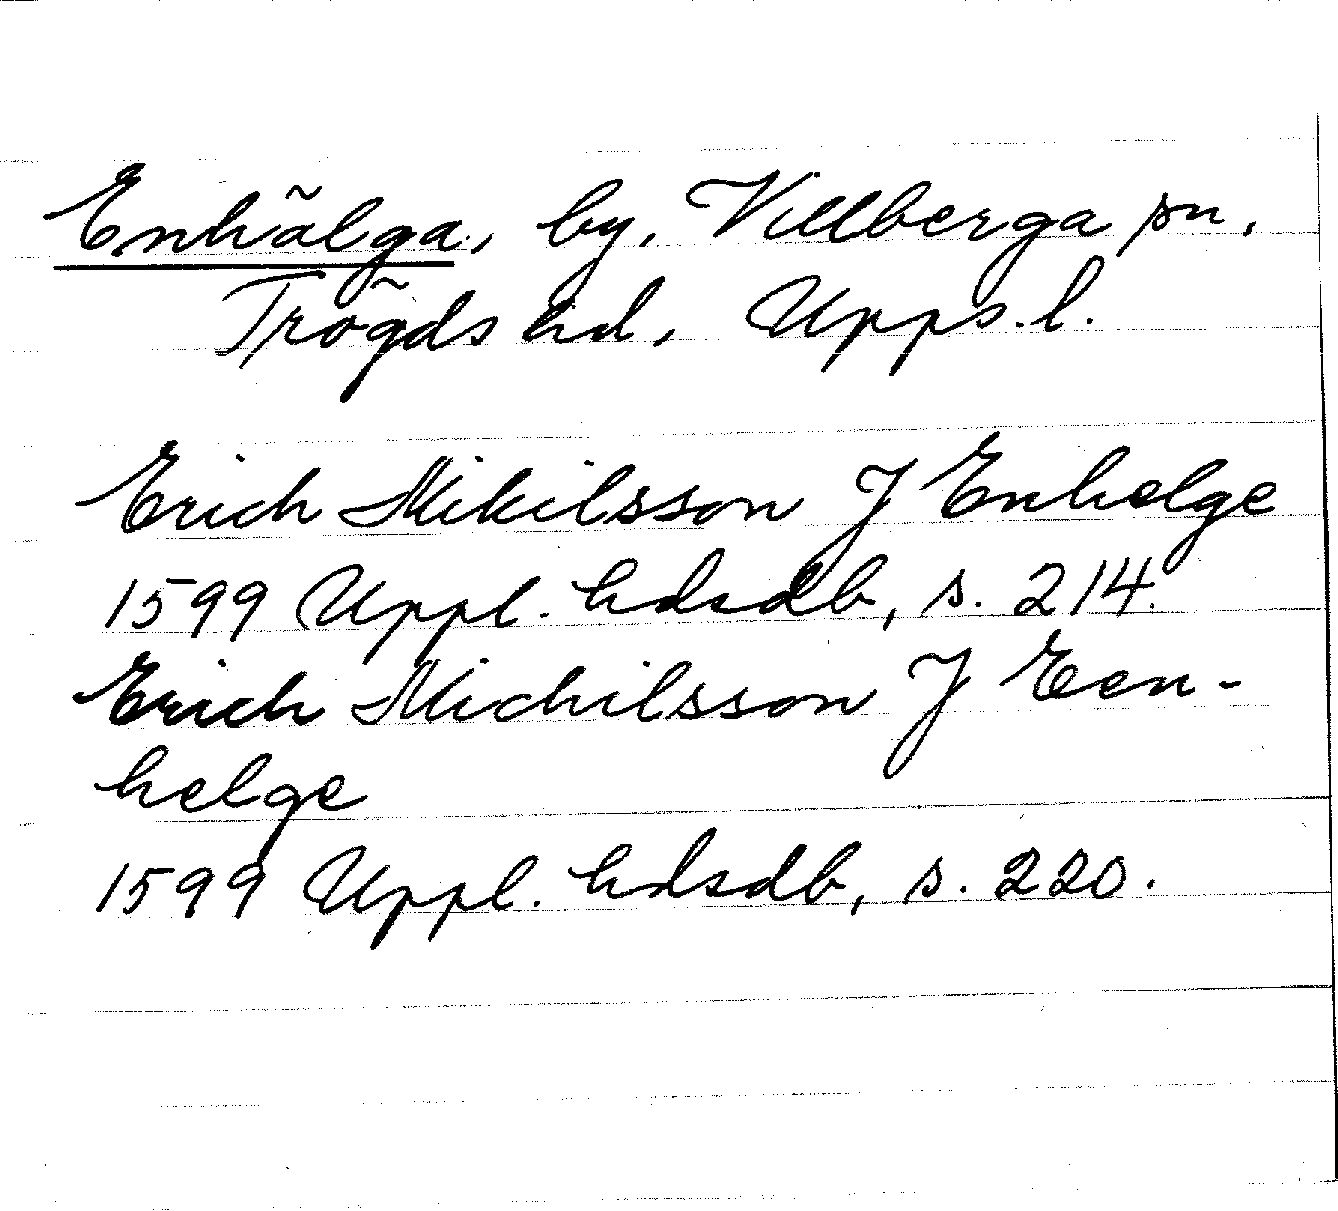 Enhälga, by, Villberga sn,
Trögds hd, Upps. l.
Erich Mikilsson J Enhelge
1599 Uppl. hdsdb, s. 214.
Erich Michilsson J Een-
helge
1599 Uppl. hdsdb, s. 220.